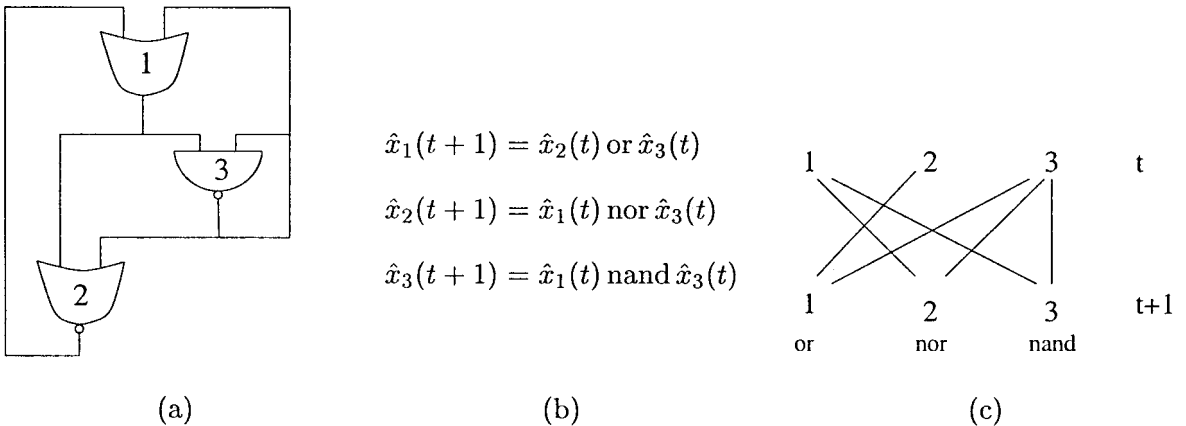 1
3
2
(a)
x̂₁(t + 1) = x̂₂(t) or x̂₃(t)
x̂₂(t + 1) = x̂₁(t) nor x̂₃(t)
x̂₃(t + 1) = x̂₁(t) nand x̂₃(t)
(b)
1 2 3 t
1 2 3 t+1
or nor nand
(c)